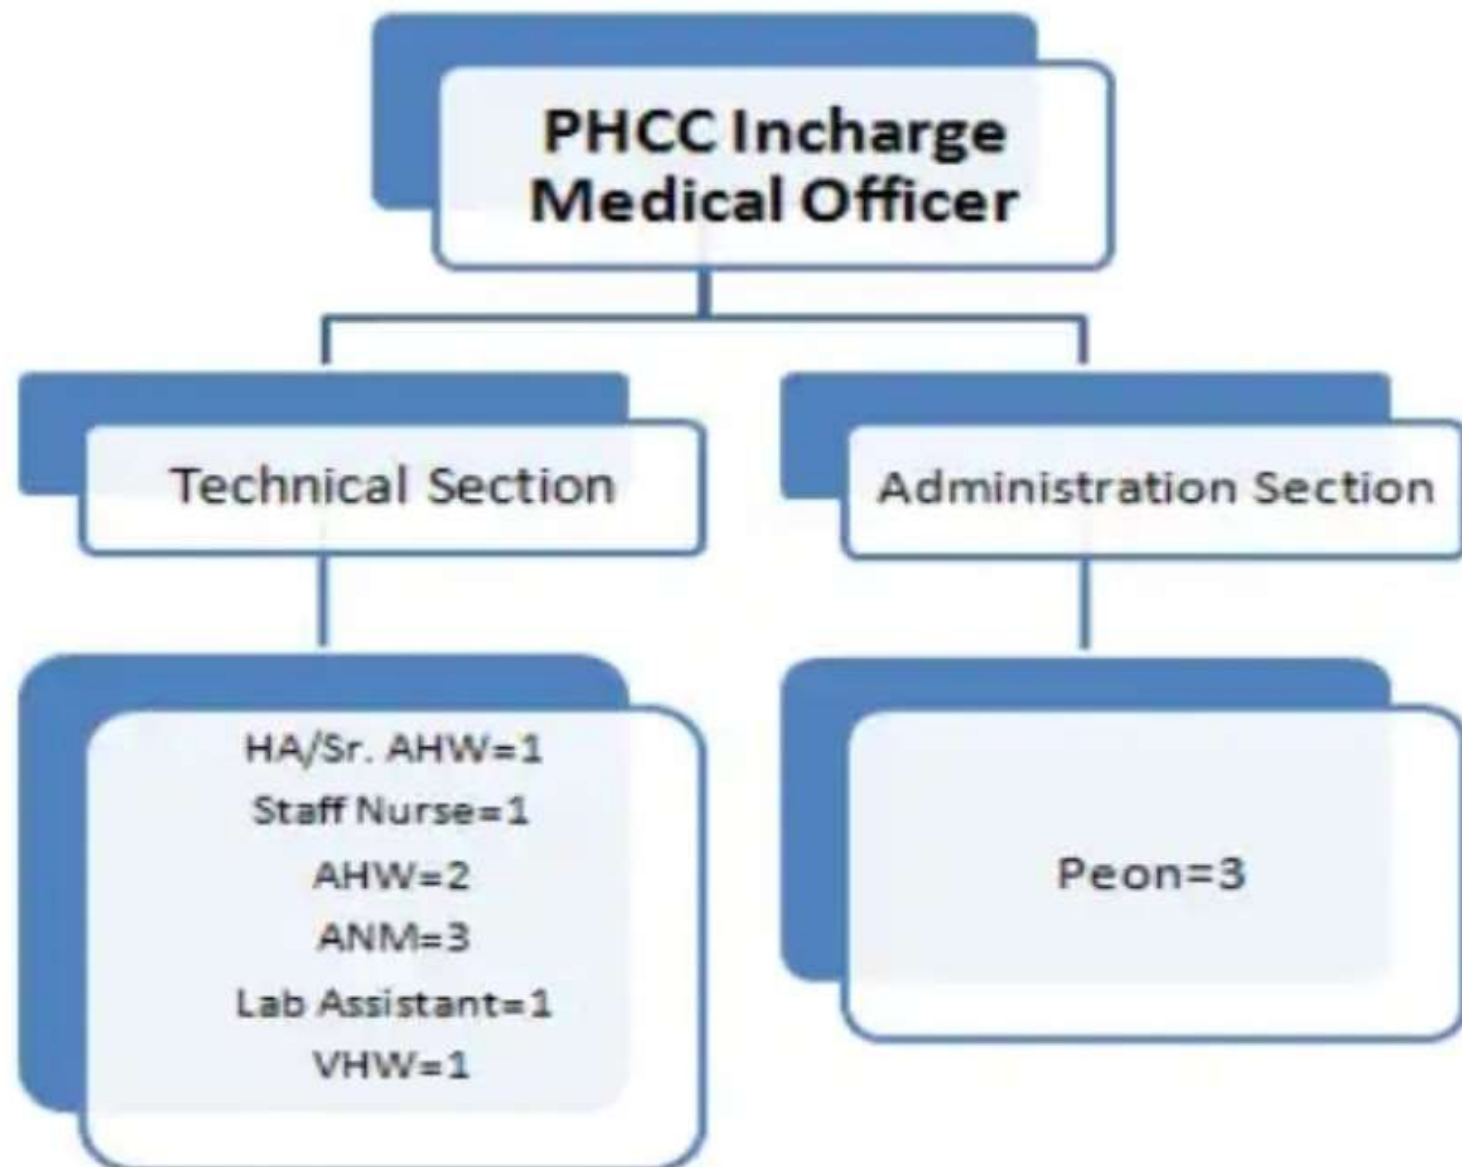 PHCC Incharge
Medical Officer
Technical Section
Administration Section
HA/Sr. AHW=1
Staff Nurse=1
AHW=2
ANM=3
Lab Assistant=1
VHW=1
Peon=3